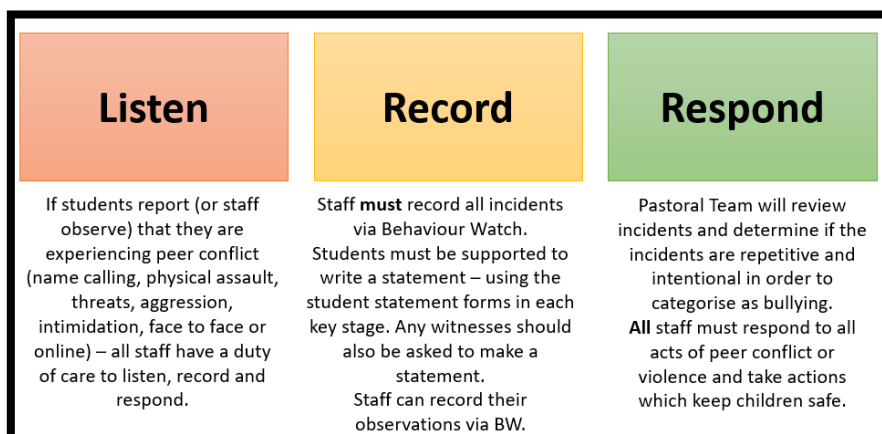 Listen
If students report (or staff
observe) that they are
experiencing peer conflict
(name calling, physical assault,
threats, aggression,
intimidation, face to face or
online) – all staff have a duty
of care to listen, record and
respond.
Record
Staff must record all incidents
via Behaviour Watch.
Students must be supported to
write a statement – using the
student statement forms in each
key stage. Any witnesses should
also be asked to make a
statement.
Staff can record their
observations via BW.
Respond
Pastoral Team will review
incidents and determine if the
incidents are repetitive and
intentional in order to
categorise as bullying.
All staff must respond to all
acts of peer conflict or
violence and take actions
which keep children safe.